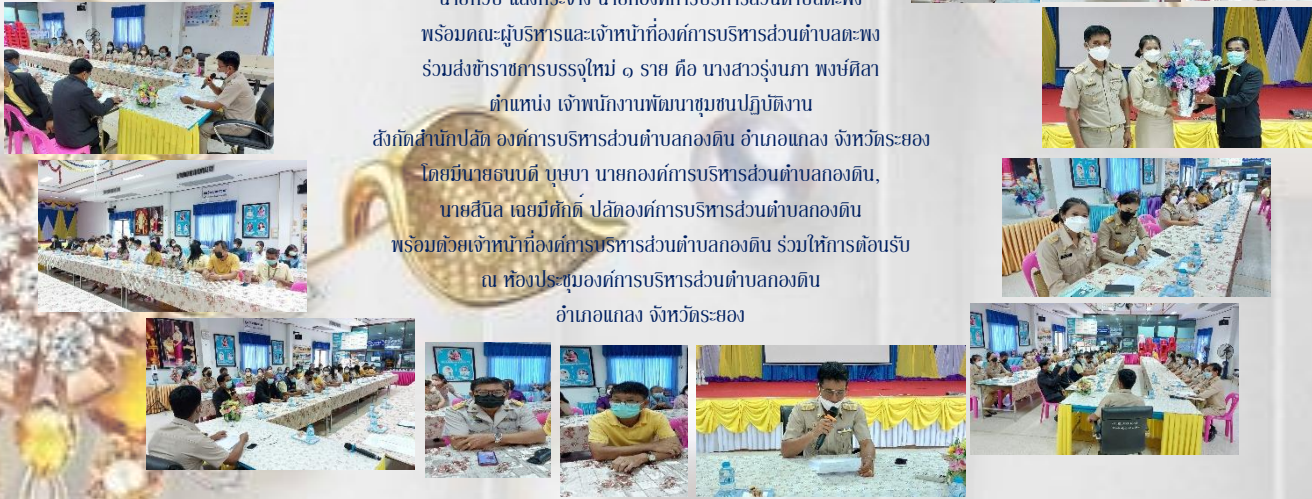 พร้อมคณะผู้บริหารและเจ้าหน้าที่องค์การบริหารส่วนตำบลตะพง
ร่วมส่งข้าราชการบรรจุใหม่ ๑ ราย คือ นางสาวรุ่งนภา พงษ์ศิลา
ตำแหน่ง เจ้าพนักงานพัฒนาชุมชนปฏิบัติงาน
สังกัดสำนักปลัด องค์การบริหารส่วนตำบลกองดิน อำเภอแกลง จังหวัดระยอง
โดยมีนายธนบดี บุษบา นายกองค์การบริหารส่วนตำบลกองดิน,
นายสีนิล เฉยมีศักดิ์ ปลัดองค์การบริหารส่วนตำบลกองดิน
พร้อมด้วยเจ้าหน้าที่องค์การบริหารส่วนตำบลกองดิน ร่วมให้การต้อนรับ
ณ ห้องประชุมองค์การบริหารส่วนตำบลกองดิน
อำเภอแกลง จังหวัดระยอง